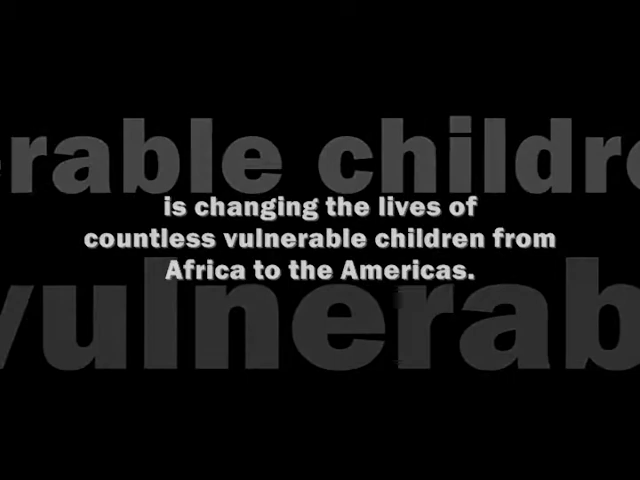 erable childre
is changing the lives of
countless vulnerable children from
Africa to the Americas.
vulnerab